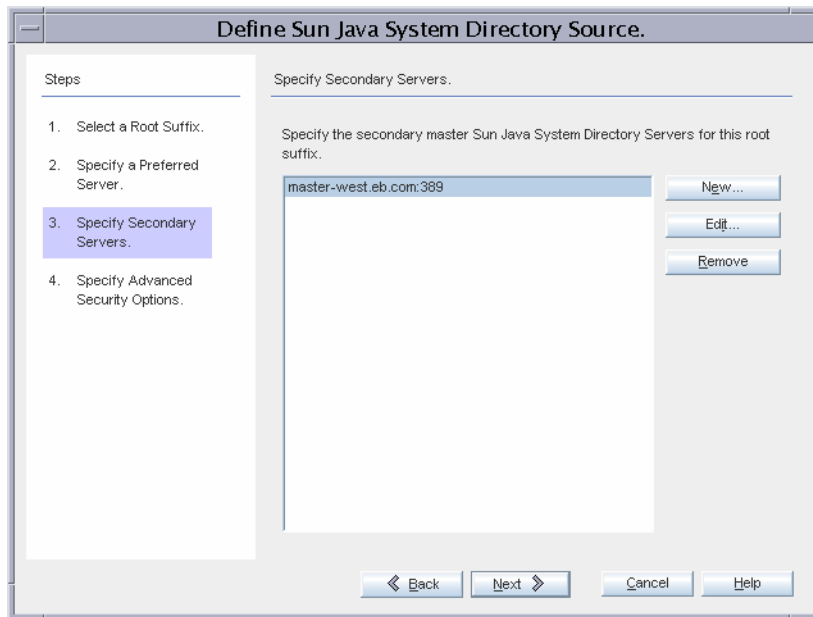 Define Sun Java System Directory Source.
Steps
1. Select a Root Suffix.
2. Specify a Preferred
Server.
3. Specify Secondary
Servers.
4. Specify Advanced
Security Options.
Specify Secondary Servers.
Specify the secondary master Sun Java System Directory Servers for this root
suffix.
master-west.eb.com:389
New...
Edit...
Remove
Back
Next
Cancel
Help